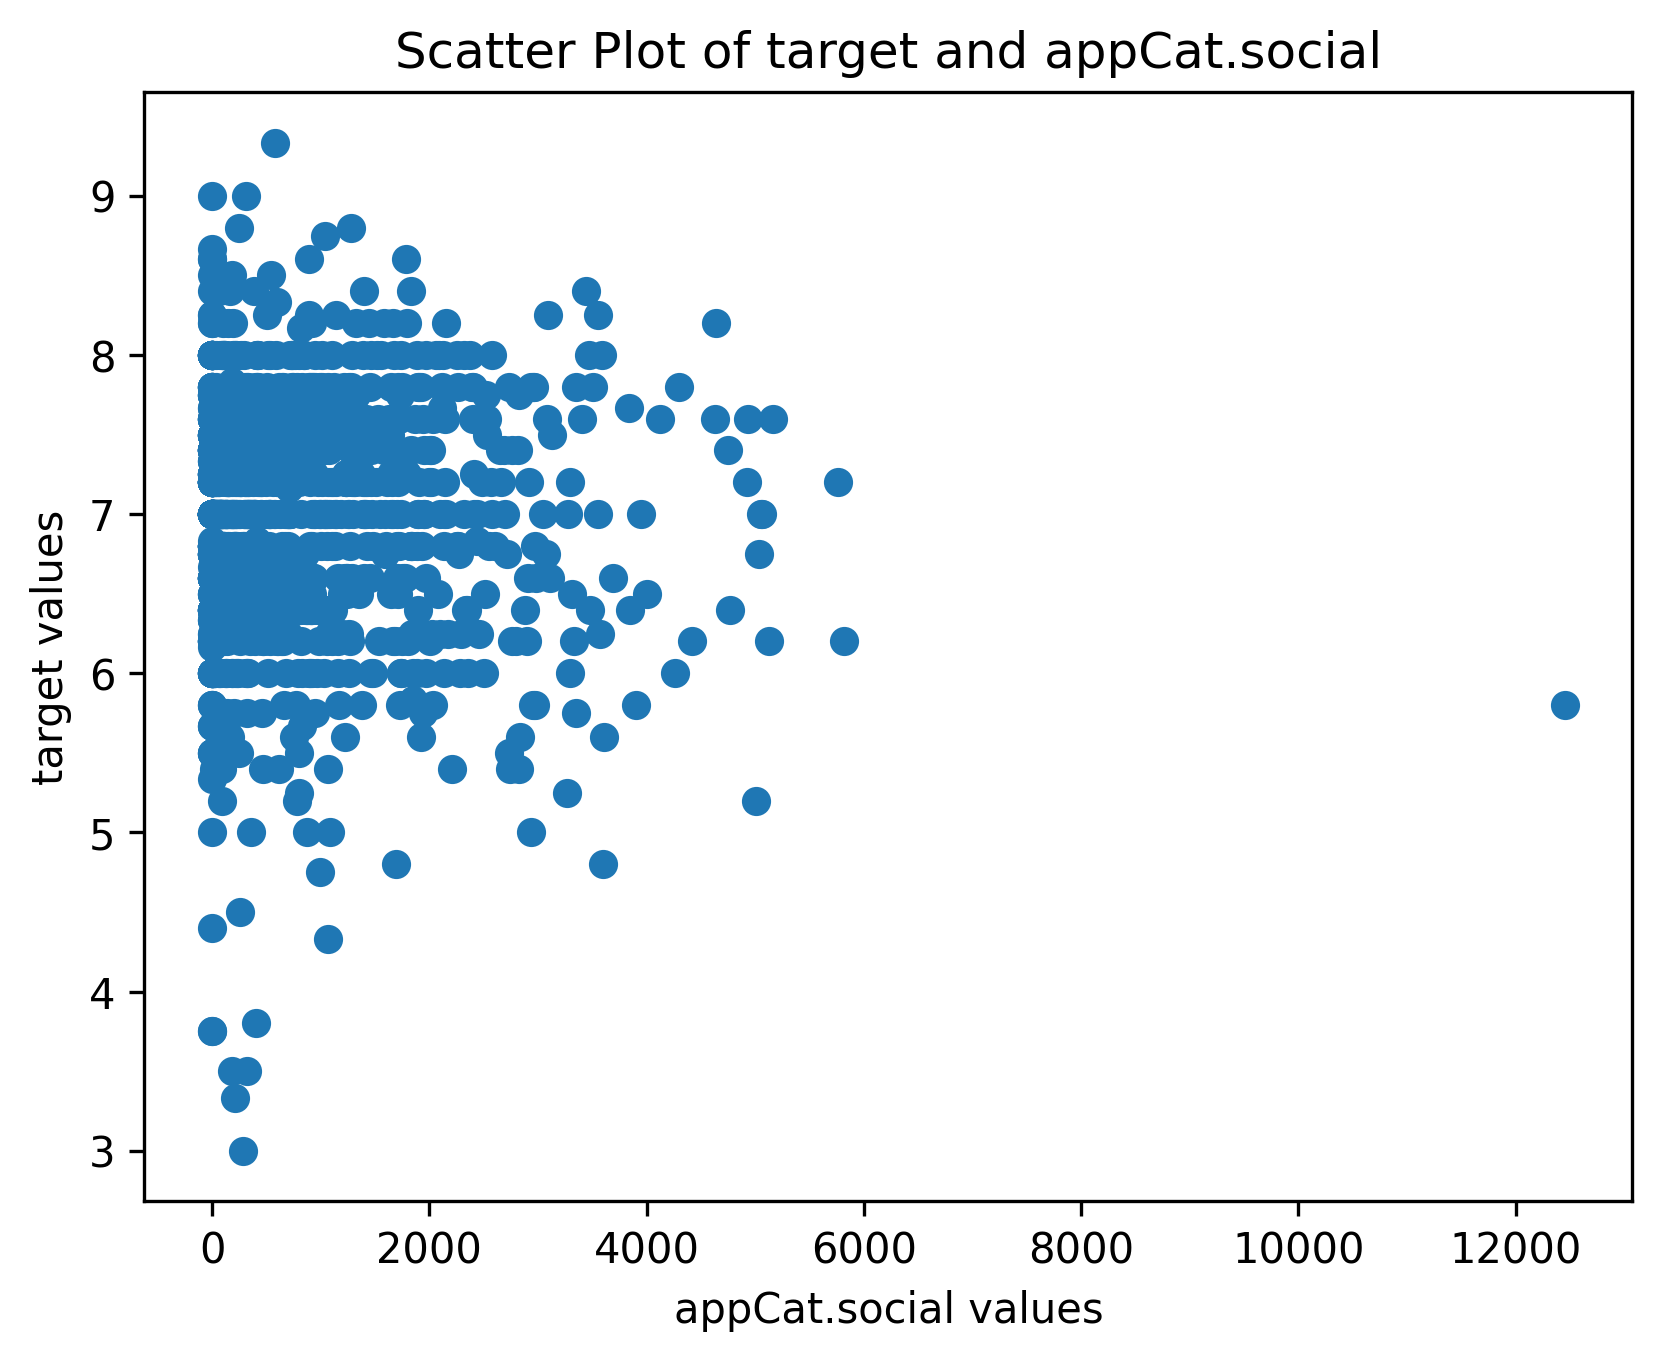 Scatter Plot of target and appCat.social
9
8
7
6
5
4
3
target values
0 2000 4000 6000 8000 10000 12000
appCat.social values